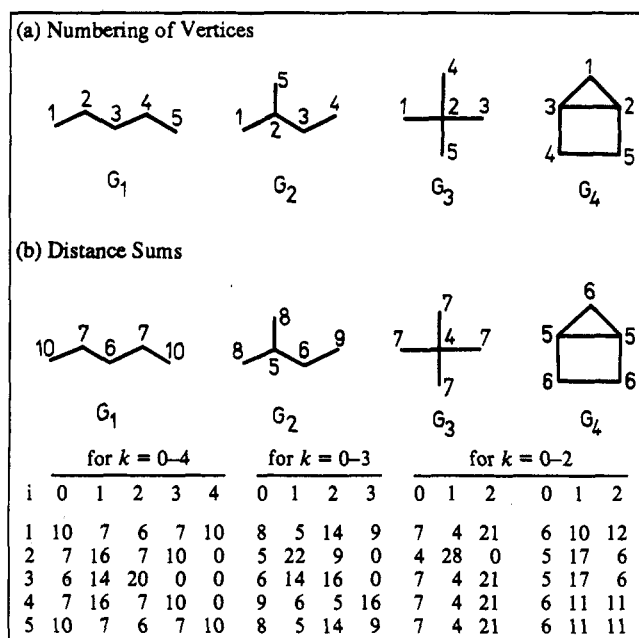 (a) Numbering of Vertices
1 2 3 4 5
1 2 3 4 5
1 2 3 4 5
1 2 3 4 5
G1 G2 G3 G4
(b) Distance Sums
10 7 6 7 10
8 5 6 9 8
7 4 7 7 7
6 5 5 6 6
G1 G2 G3 G4
for k = 0–4 for k = 0–3 for k = 0–2
i 0 1 2 3 4 0 1 2 3 0 1 2 0 1 2
1 10 7 6 7 10 8 5 14 9 7 4 21 6 10 12
2 7 16 7 10 0 5 22 9 0 4 28 0 5 17 6
3 6 14 20 0 0 6 14 16 0 7 4 21 5 17 6
4 7 16 7 10 0 9 6 5 16 7 4 21 6 11 11
5 10 7 6 7 10 8 5 14 9 7 4 21 6 11 11